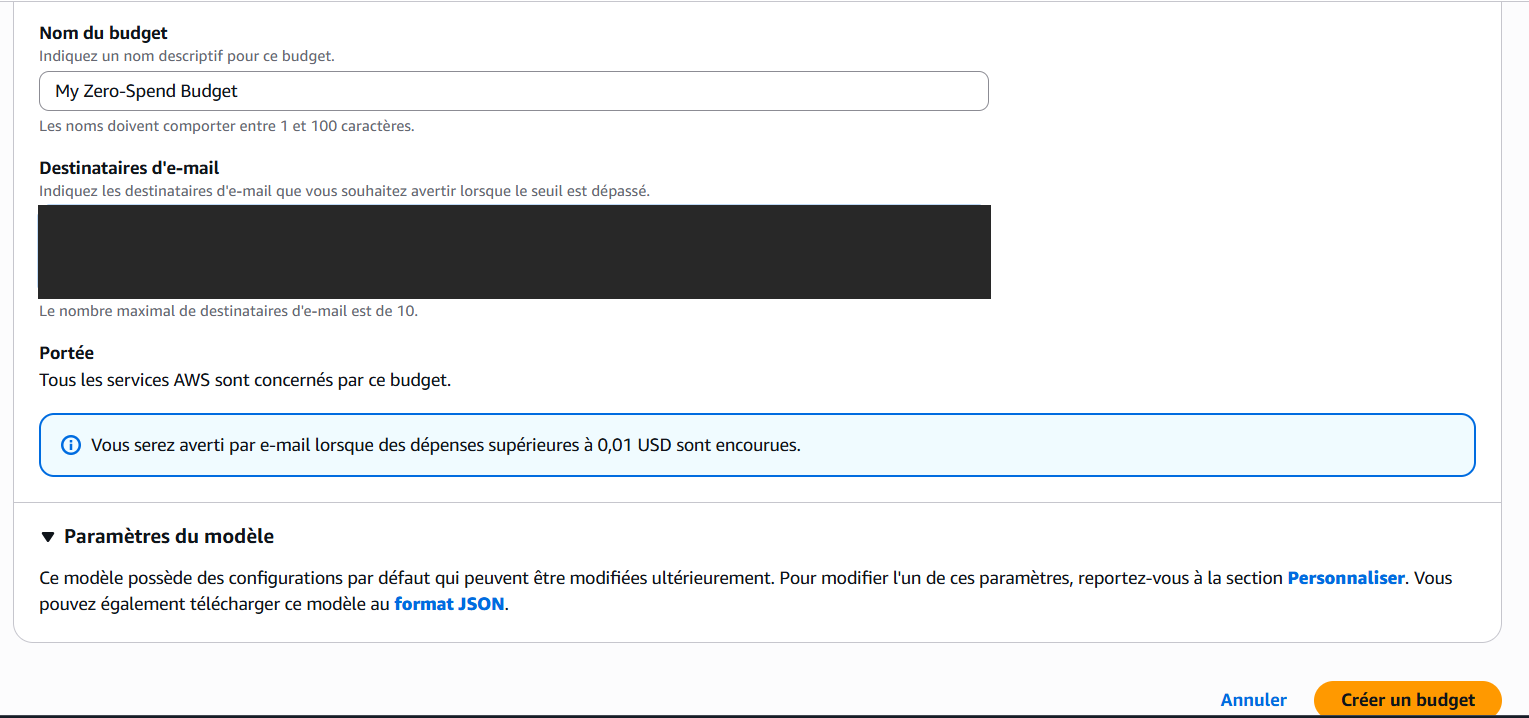 Nom du budget
Indiquez un nom descriptif pour ce budget.
My Zero-Spend Budget
Les noms doivent comporter entre 1 et 100 caractères.
Destinataires d'e-mail
Indiquez les destinataires d'e-mail que vous souhaitez avertir lorsque le seuil est dépassé.
Le nombre maximal de destinataires d'e-mail est de 10.
Portée
Tous les services AWS sont concernés par ce budget.
Vous serez averti par e-mail lorsque des dépenses supérieures à 0,01 USD sont encourues.
Paramètres du modèle
Ce modèle possède des configurations par défaut qui peuvent être modifiées ultérieurement. Pour modifier l'un de ces paramètres, reportez-vous à la section Personnaliser. Vous
pouvez également télécharger ce modèle au format JSON.
Annuler
Créer un budget